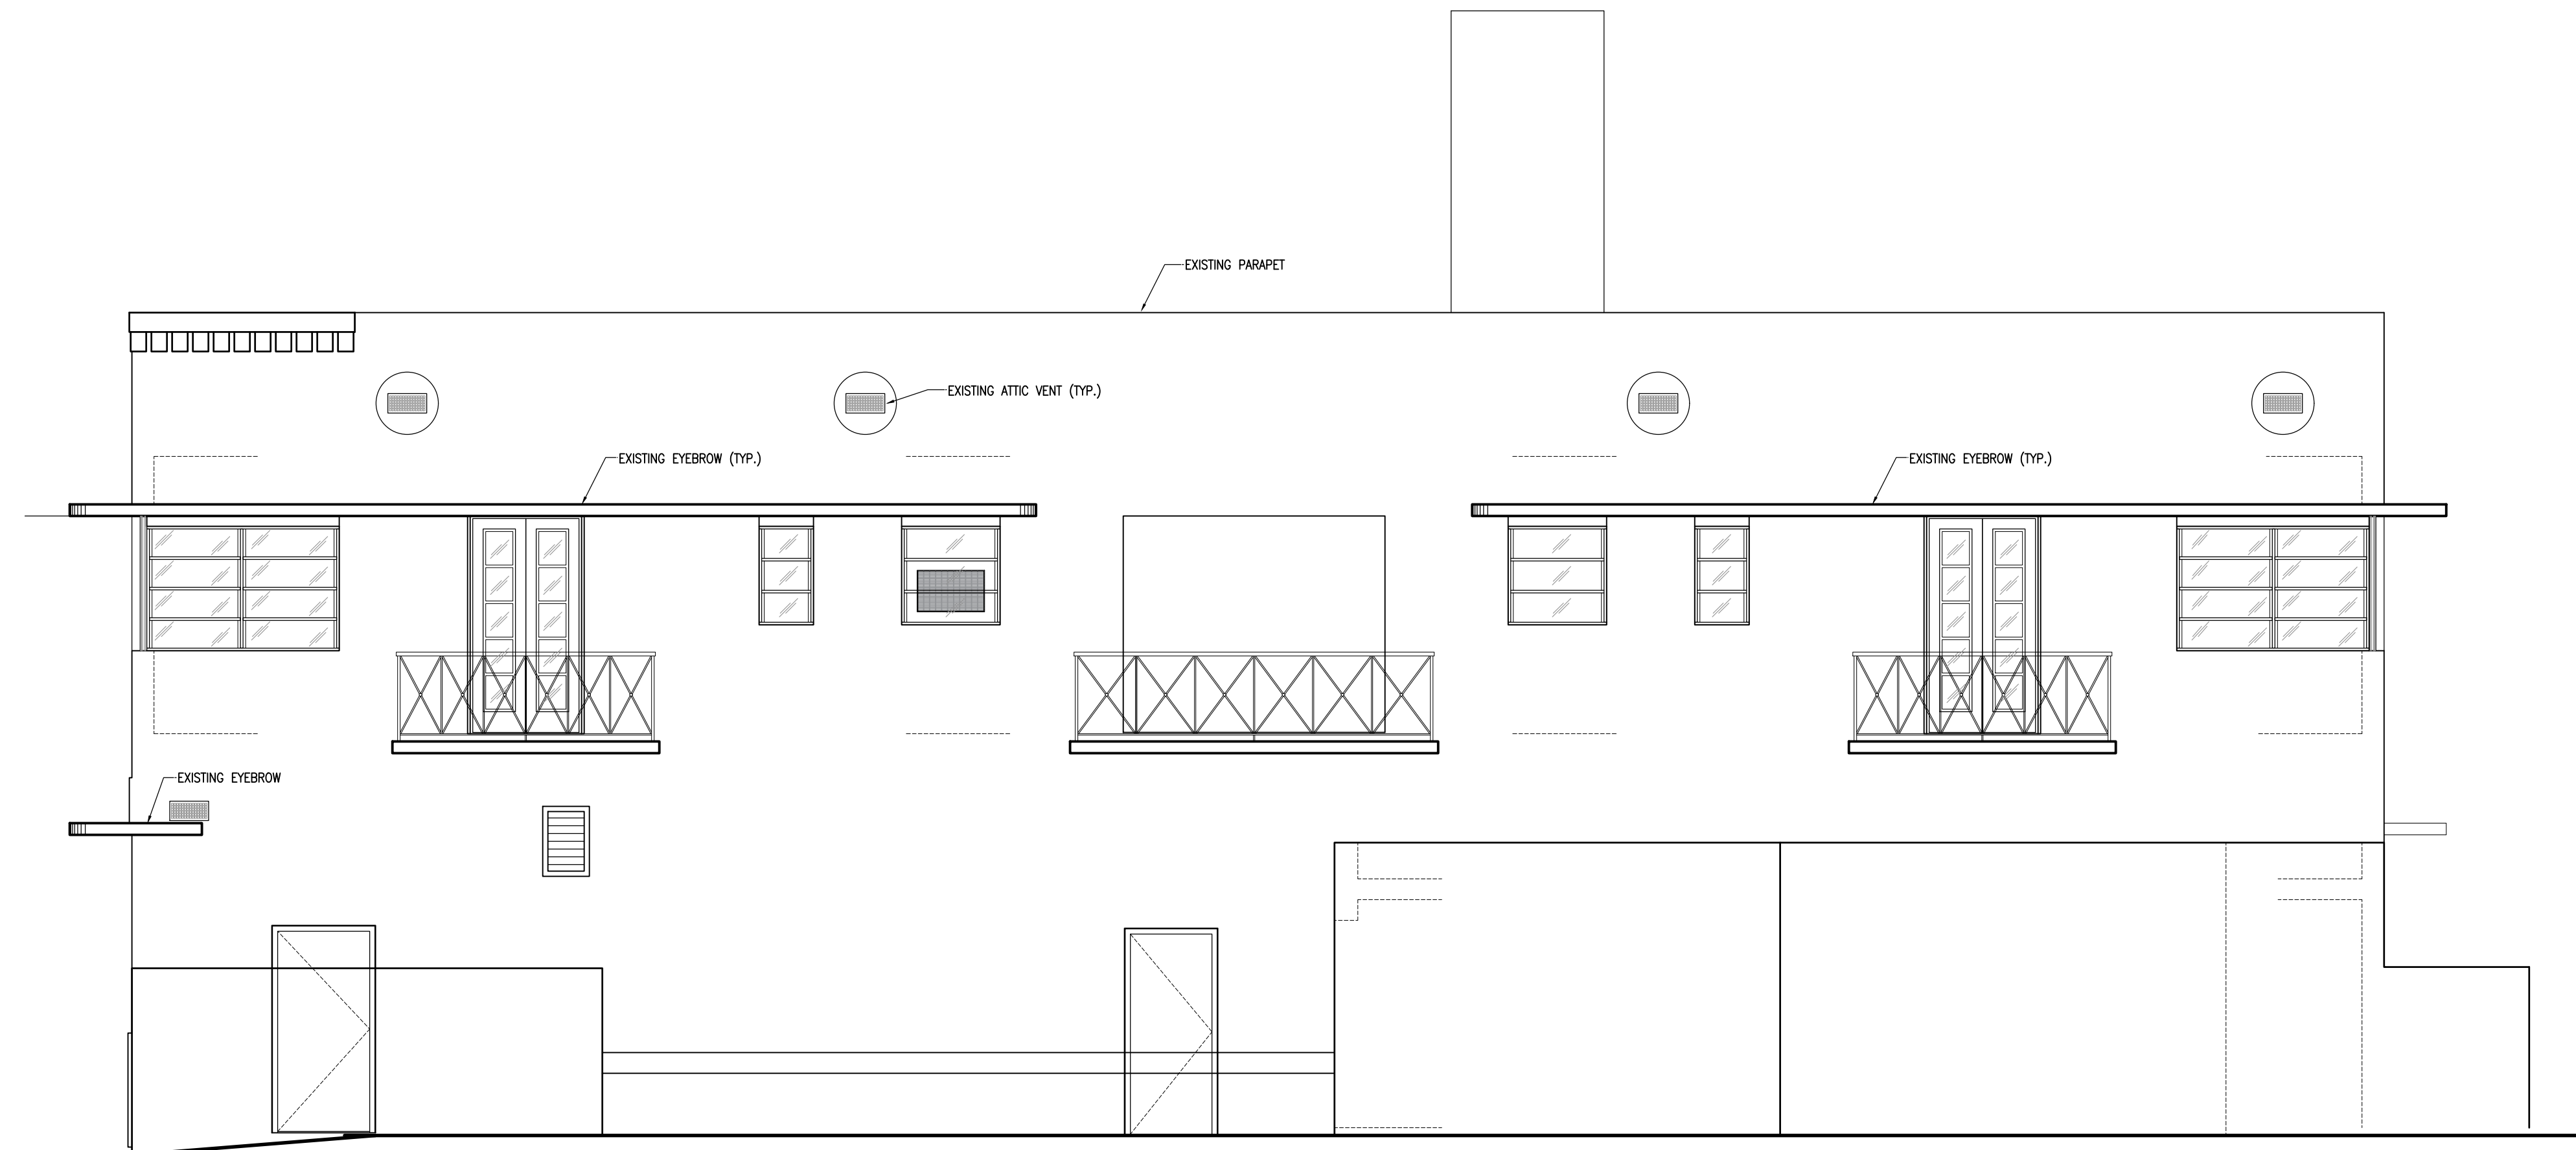 EXISTING PARAPET
EXISTING ATTIC VENT (TYP.)
EXISTING EYEBROW (TYP.)
EXISTING EYEBROW (TYP.)
EXISTING EYEBROW